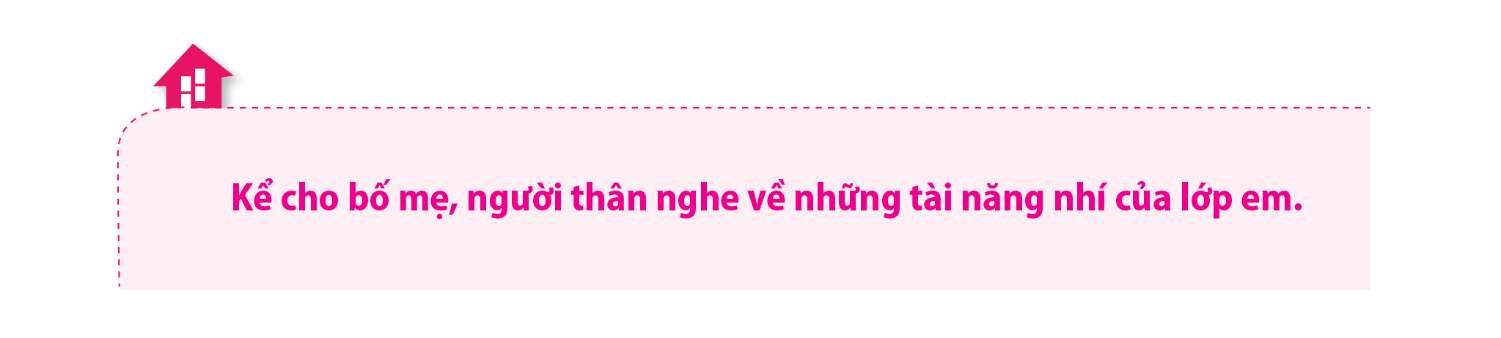 Kể cho bố mẹ, người thân nghe về những tài năng nhí của lớp em.